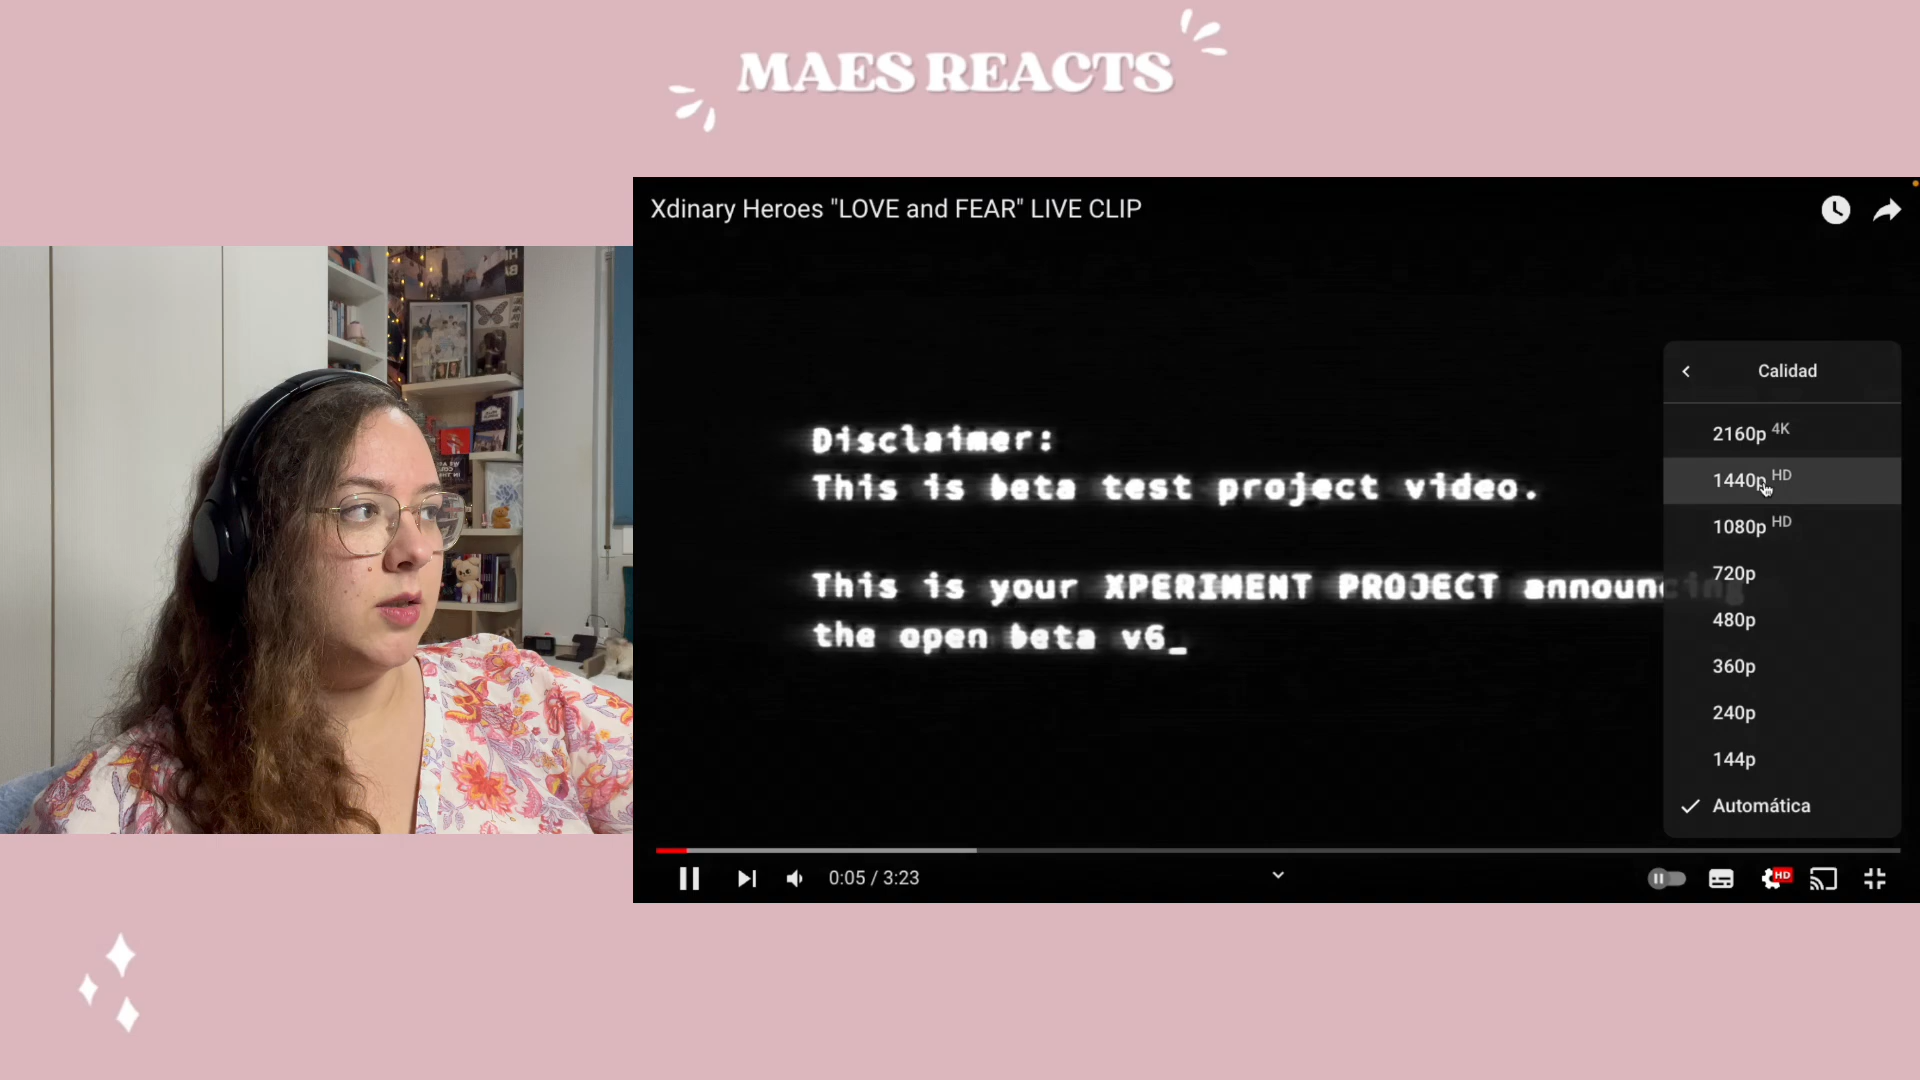 MAES REACTS
Xdinary Heroes "LOVE and FEAR" LIVE CLIP
Disclaimer:
This is beta test project video.
This is your XPERIMENT PROJECT announcing
the open beta v6_
Calidad
2160p 4K
1440p HD
1080p HD
720p
480p
360p
240p
144p
Automática
0:05 / 3:23
HD